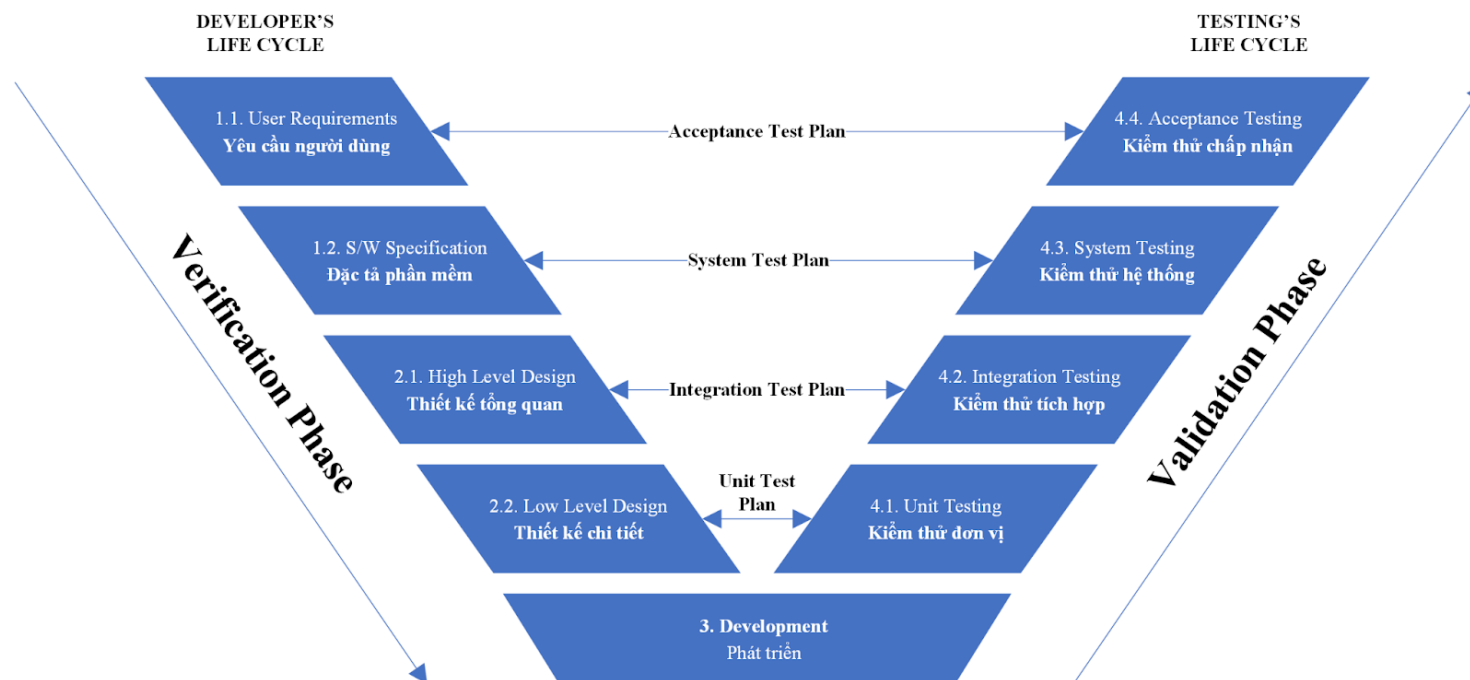 DEVELOPER'S
LIFE CYCLE
TESTING'S
LIFE CYCLE
1.1. User Requirements
Yêu cầu người dùng
Acceptance Test Plan
4.4. Acceptance Testing
Kiểm thử chấp nhận
1.2. S/W Specification
Đặc tả phần mềm
System Test Plan
4.3. System Testing
Kiểm thử hệ thống
Verification Phase
Validation Phase
2.1. High Level Design
Thiết kế tổng quan
Integration Test Plan
4.2. Integration Testing
Kiểm thử tích hợp
2.2. Low Level Design
Thiết kế chi tiết
Unit Test
Plan
4.1. Unit Testing
Kiểm thử đơn vị
3. Development
Phát triển